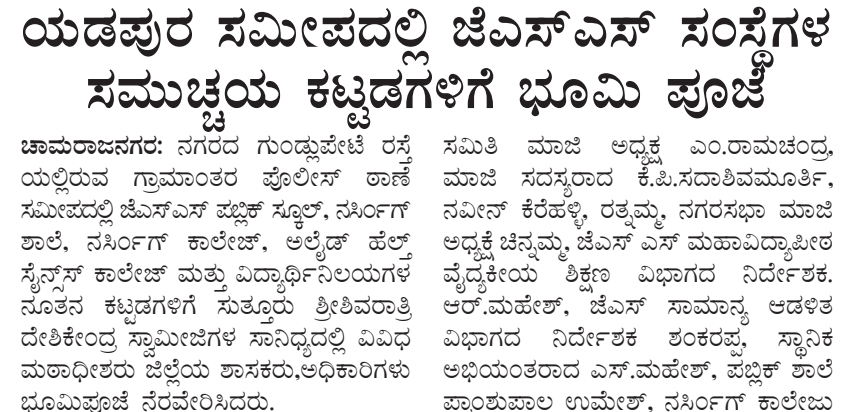 ಯಡಪುರ ಸಮೀಪದಲ್ಲಿ ಜೆಎಸ್‌ಎಸ್ ಸಂಸ್ಥೆಗಳ
ಸಮುಚ್ಚಯ ಕಟ್ಟಡಗಳಿಗೆ ಭೂಮಿ ಪೂಜೆ
ಚಾಮರಾಜನಗರ: ನಗರದ ಗುಂಡ್ಲುಪೇಟೆ ರಸ್ತೆ
ಯಲ್ಲಿರುವ ಗ್ರಾಮಾಂತರ ಪೊಲೀಸ್ ಠಾಣೆ
ಸಮೀಪದಲ್ಲಿ ಜೆಎಸ್‌ಎಸ್ ಪಬ್ಲಿಕ್ ಸ್ಕೂಲ್, ನರ್ಸಿಂಗ್
ಶಾಲೆ, ನರ್ಸಿಂಗ್ ಕಾಲೇಜ್, ಅಲೈಡ್ ಹೆಲ್ತ್
ಸೈನ್ಸ್‌ಸ್ ಕಾಲೇಜ್ ಮತ್ತು ವಿದ್ಯಾರ್ಥಿನಿಲಯಗಳ
ನೂತನ ಕಟ್ಟಡಗಳಿಗೆ ಸುತ್ತೂರು ಶ್ರೀಶಿವರಾತ್ರಿ
ದೇಶಿಕೇಂದ್ರ ಸ್ವಾಮೀಜಿಗಳ ಸಾನಿಧ್ಯದಲ್ಲಿ ವಿವಿಧ
ಮಠಾಧೀಶರು ಜಿಲ್ಲೆಯ ಶಾಸಕರು,ಅಧಿಕಾರಿಗಳು
ಭೂಮಿಪೂಜೆ ನೆರವೇರಿಸಿದರು.
ಸಮಿತಿ ಮಾಜಿ ಅಧ್ಯಕ್ಷ ಎಂ.ರಾಮಚಂದ್ರ,
ಮಾಜಿ ಸದಸ್ಯರಾದ ಕೆ.ಪಿ.ಸದಾಶಿವಮೂರ್ತಿ,
ನವೀನ್ ಕೆರೆಹಳ್ಳಿ, ರತ್ನಮ್ಮ, ನಗರಸಭಾ ಮಾಜಿ
ಅಧ್ಯಕ್ಷೆ ಚಿನ್ನಮ್ಮ, ಜೆಎಸ್ ಎಸ್ ಮಹಾವಿದ್ಯಾಪೀಠ
ವೈದ್ಯಕೀಯ ಶಿಕ್ಷಣ ವಿಭಾಗದ ನಿರ್ದೇಶಕ.
ಆರ್.ಮಹೇಶ್, ಜೆಎಸ್ ಸಾಮಾನ್ಯ ಆಡಳಿತ
ವಿಭಾಗದ ನಿರ್ದೇಶಕ ಶಂಕರಪ್ಪ, ಸ್ಥಾನಿಕ
ಅಭಿಯಂತರಾದ ಎಸ್.ಮಹೇಶ್, ಪಬ್ಲಿಕ್ ಶಾಲೆ
ಪ್ರಾಂಶುಪಾಲ ಉಮೇಶ್, ನರ್ಸಿಂಗ್ ಕಾಲೇಜು